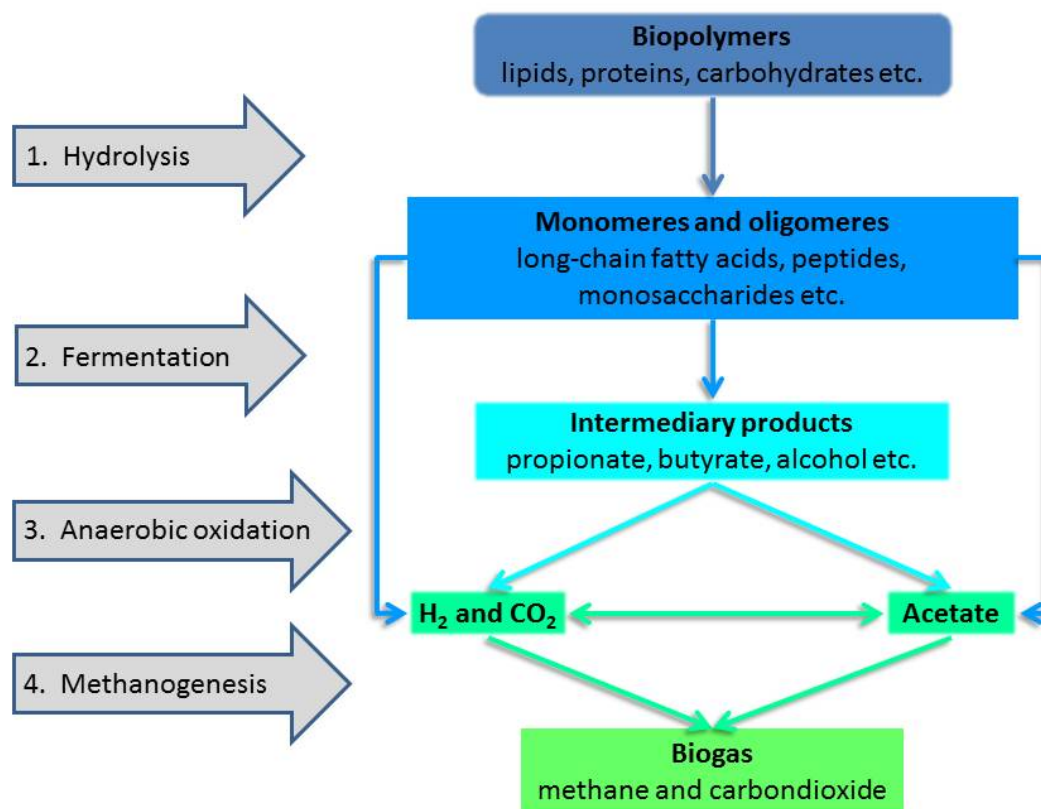 Biopolymers
lipids, proteins, carbohydrates etc.
1. Hydrolysis
Monomeres and oligomeres
long-chain fatty acids, peptides,
monosaccharides etc.
2. Fermentation
Intermediary products
propionate, butyrate, alcohol etc.
3. Anaerobic oxidation
H₂ and CO₂
Acetate
4. Methanogenesis
Biogas
methane and carbondioxide